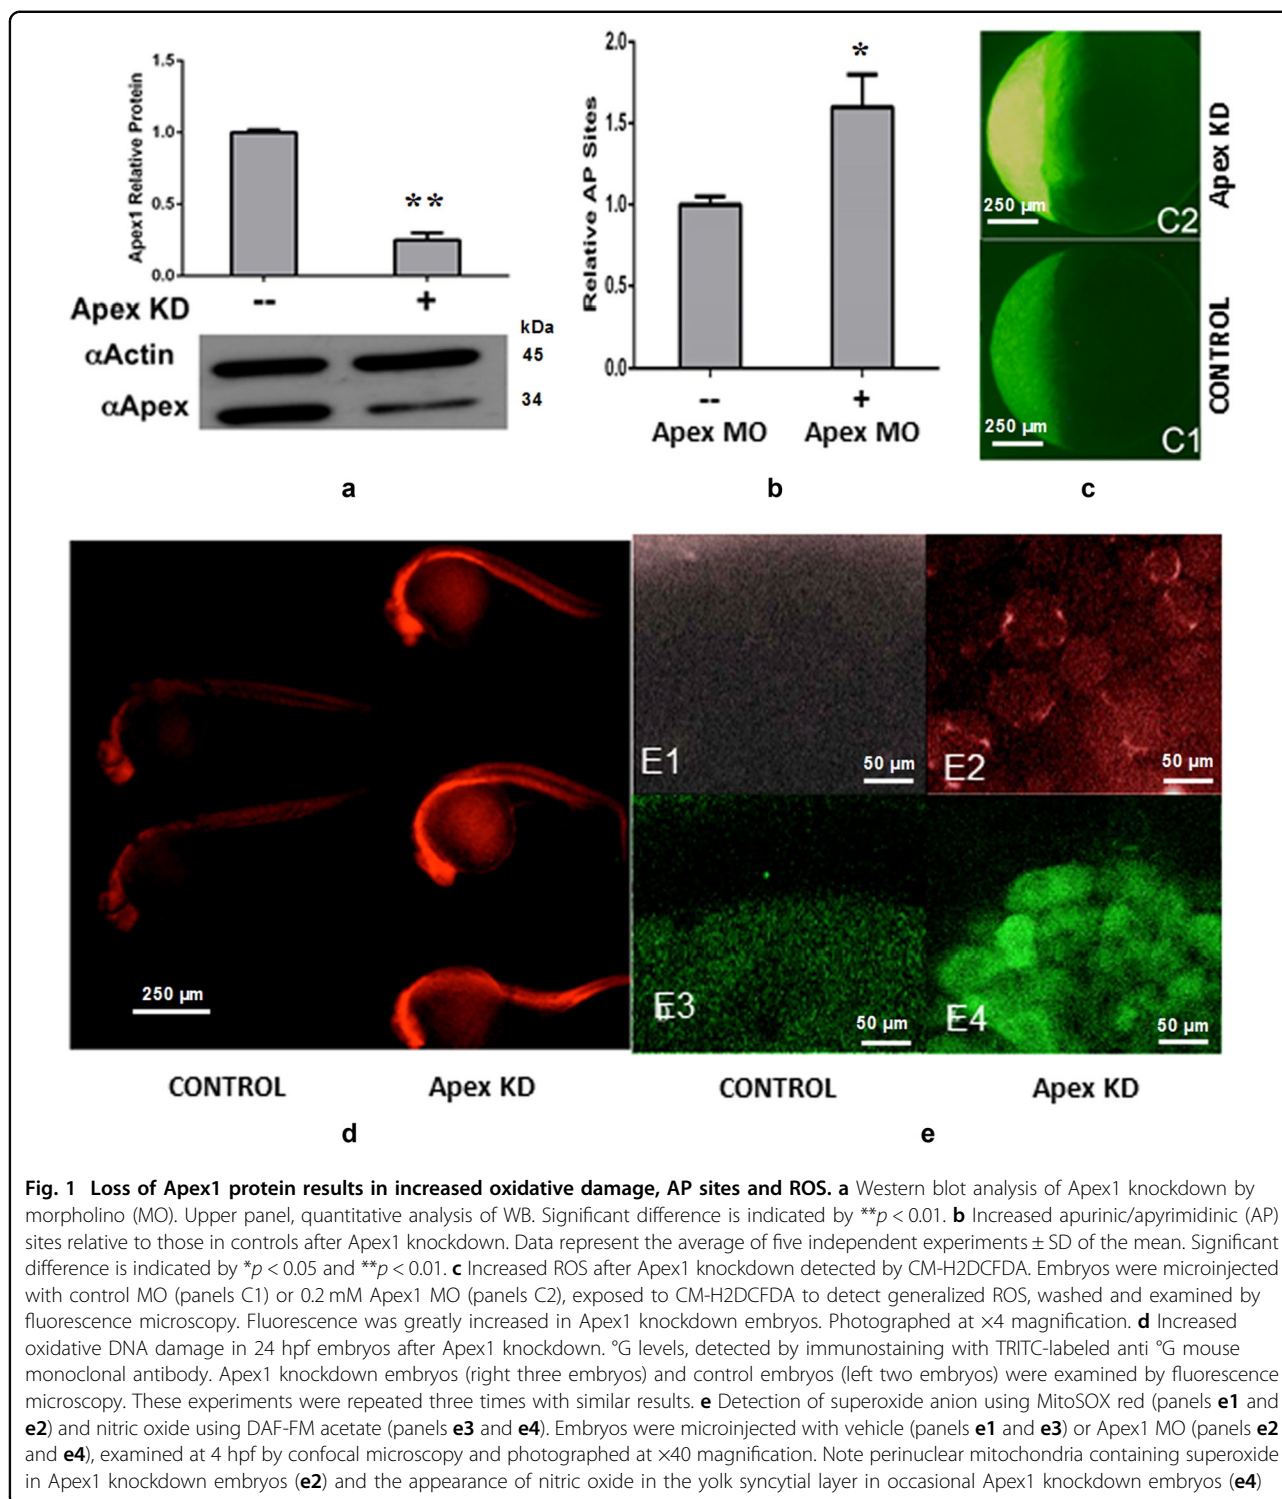 1.5
1.0
0.5
0.0
Apex1 Relative Protein
**
Apex KD -- +
kDa
αActin 45
αApex 34
a
2.0
1.5
1.0
0.5
0.0
Relative AP Sites
*
-- +
Apex MO Apex MO
b
250 µm
C2
Apex KD
250 µm
C1
CONTROL
c
250 µm
CONTROL Apex KD
d
E1
50 µm
E2
50 µm
E3
50 µm
E4
50 µm
CONTROL Apex KD
e
Fig. 1 Loss of Apex1 protein results in increased oxidative damage, AP sites and ROS. a Western blot analysis of Apex1 knockdown by
morpholino (MO). Upper panel, quantitative analysis of WB. Significant difference is indicated by **p < 0.01. b Increased apurinic/apyrimidinic (AP)
sites relative to those in controls after Apex1 knockdown. Data represent the average of five independent experiments ± SD of the mean. Significant
difference is indicated by *p < 0.05 and **p < 0.01. c Increased ROS after Apex1 knockdown detected by CM-H2DCFDA. Embryos were microinjected
with control MO (panels C1) or 0.2 mM Apex1 MO (panels C2), exposed to CM-H2DCFDA to detect generalized ROS, washed and examined by
fluorescence microscopy. Fluorescence was greatly increased in Apex1 knockdown embryos. Photographed at ×4 magnification. d Increased
oxidative DNA damage in 24 hpf embryos after Apex1 knockdown. °G levels, detected by immunostaining with TRITC-labeled anti °G mouse
monoclonal antibody. Apex1 knockdown embryos (right three embryos) and control embryos (left two embryos) were examined by fluorescence
microscopy. These experiments were repeated three times with similar results. e Detection of superoxide anion using MitoSOX red (panels e1 and
e2) and nitric oxide using DAF-FM acetate (panels e3 and e4). Embryos were microinjected with vehicle (panels e1 and e3) or Apex1 MO (panels e2
and e4), examined at 4 hpf by confocal microscopy and photographed at ×40 magnification. Note perinuclear mitochondria containing superoxide
in Apex1 knockdown embryos (e2) and the appearance of nitric oxide in the yolk syncytial layer in occasional Apex1 knockdown embryos (e4)